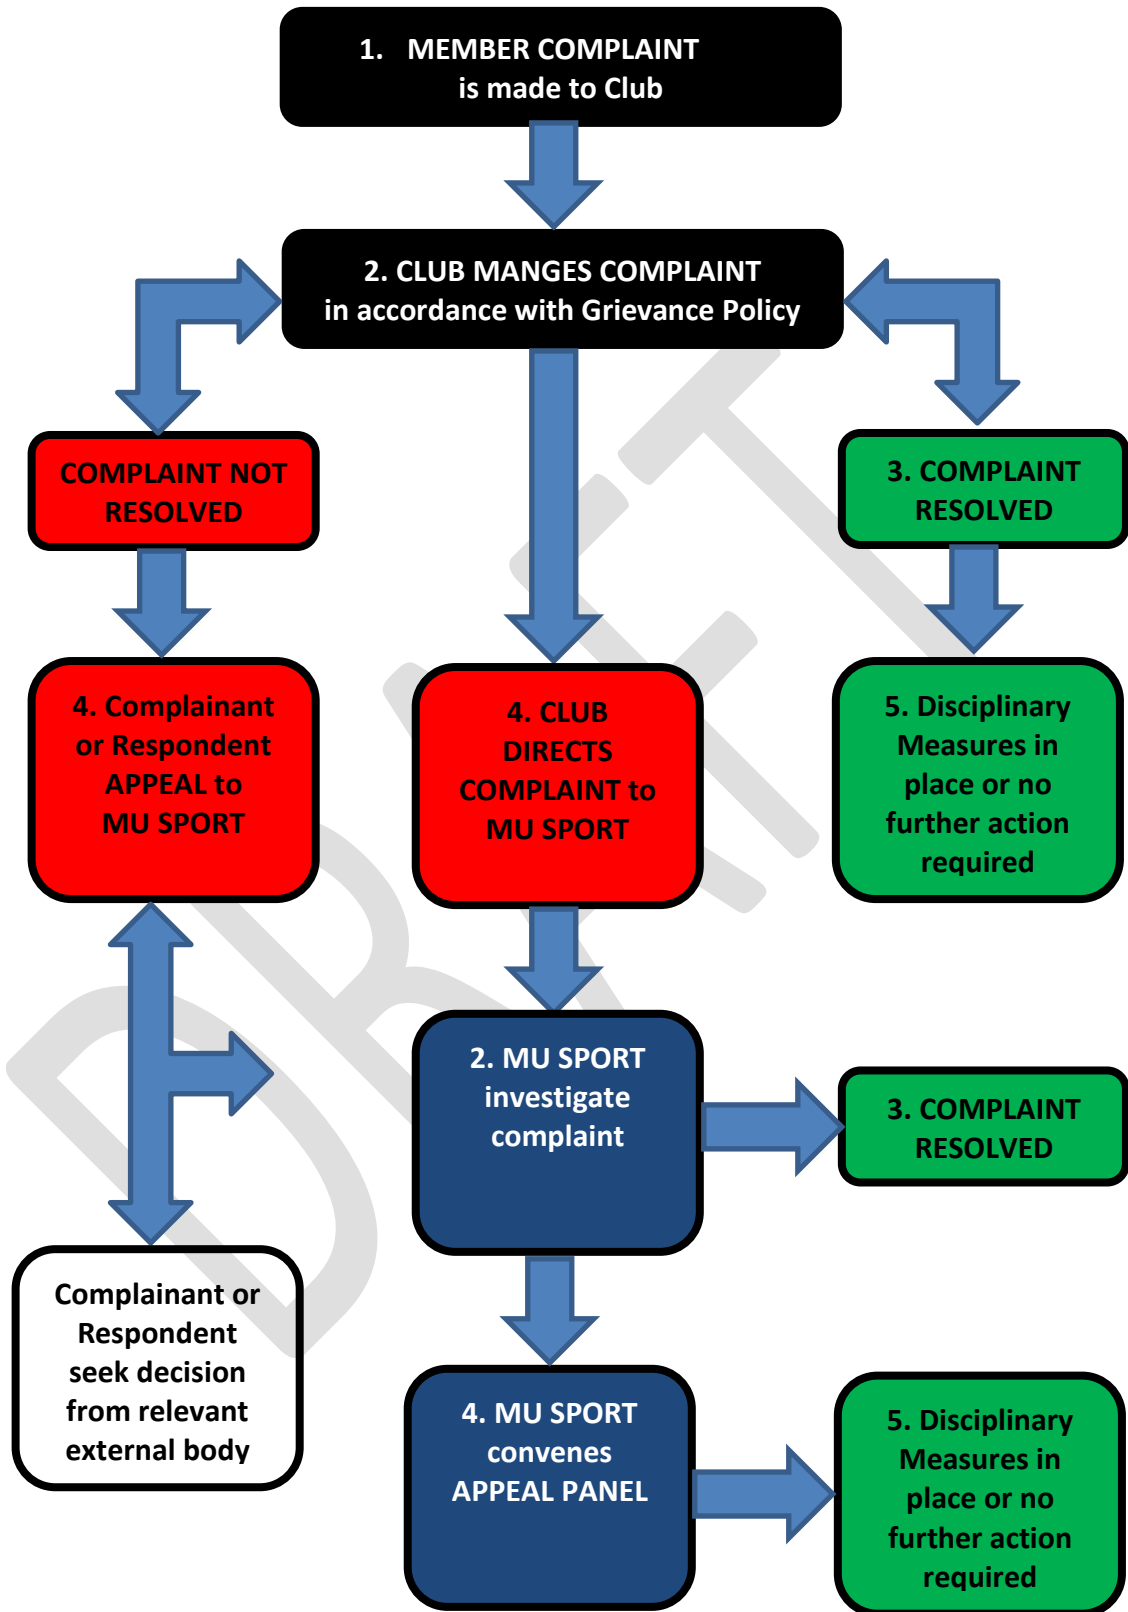 1. MEMBER COMPLAINT
is made to Club
2. CLUB MANGES COMPLAINT
in accordance with Grievance Policy
COMPLAINT NOT
RESOLVED
3. COMPLAINT
RESOLVED
4. Complainant
or Respondent
APPEAL to
MU SPORT
4. CLUB
DIRECTS
COMPLAINT to
MU SPORT
5. Disciplinary
Measures in
place or no
further action
required
2. MU SPORT
investigate
complaint
3. COMPLAINT
RESOLVED
Complainant or
Respondent
seek decision
from relevant
external body
4. MU SPORT
convenes
APPEAL PANEL
5. Disciplinary
Measures in
place or no
further action
required
DRAFT